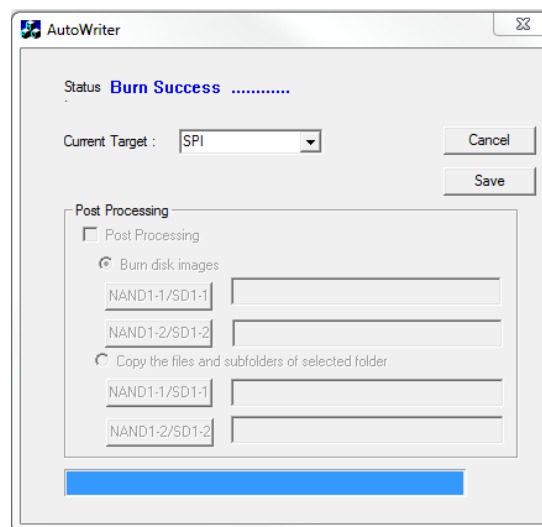 AutoWriter
Status Burn Success ............
:
Current Target : SPI
Cancel
Save
Post Processing
Post Processing
Burn disk images
NAND1-1/SD1-1
NAND1-2/SD1-2
Copy the files and subfolders of selected folder
NAND1-1/SD1-1
NAND1-2/SD1-2